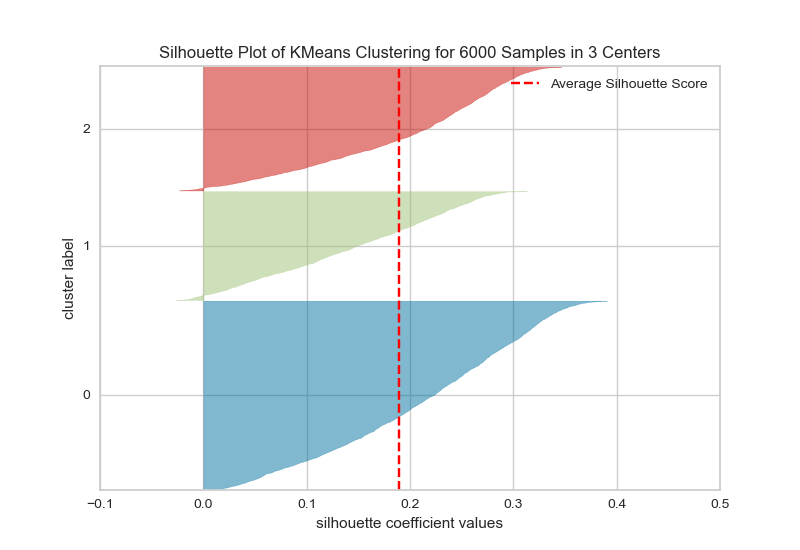 Silhouette Plot of KMeans Clustering for 6000 Samples in 3 Centers
Average Silhouette Score
2
1
0
cluster label
−0.1 0.0 0.1 0.2 0.3 0.4 0.5
silhouette coefficient values